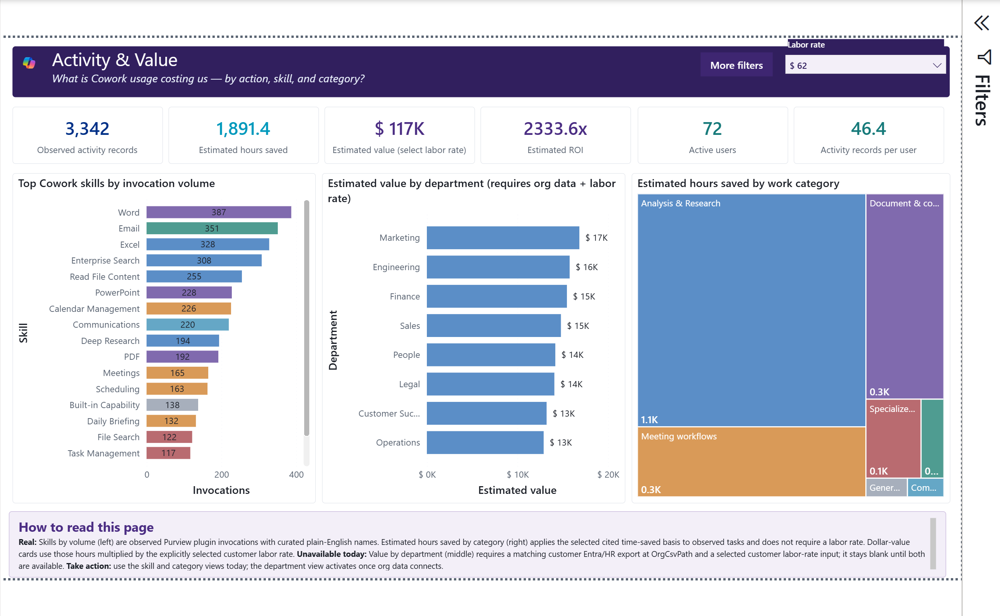 Activity & Value
What is Cowork usage costing us — by action, skill, and category?
More filters
Labor rate
$ 62
Filters
3,342
Observed activity records
1,891.4
Estimated hours saved
$ 117K
Estimated value (select labor rate)
2333.6x
Estimated ROI
72
Active users
46.4
Activity records per user
Top Cowork skills by invocation volume
Skill
Word 387
Email 351
Excel 328
Enterprise Search 308
Read File Content 255
PowerPoint 228
Calendar Management 226
Communications 220
Deep Research 194
PDF 192
Meetings 165
Scheduling 163
Built-in Capability 138
Daily Briefing 132
File Search 122
Task Management 117
0 200 400
Invocations
Estimated value by department (requires org data + labor
rate)
Department
Marketing $ 17K
Engineering $ 16K
Finance $ 15K
Sales $ 15K
People $ 14K
Legal $ 14K
Customer Suc... $ 13K
Operations $ 13K
$ 0K $ 10K $ 20K
Estimated value
Estimated hours saved by work category
Analysis & Research
1.1K
Meeting workflows
0.3K
Document & co...
0.3K
Specialize...
0.1K
0...
Gener...
Com...
How to read this page
Real: Skills by volume (left) are observed Purview plugin invocations with curated plain-English names. Estimated hours saved by category (right) applies the selected cited time-saved basis to observed tasks and does not require a labor rate. Dollar-value
cards use those hours multiplied by the explicitly selected customer labor rate. Unavailable today: Value by department (middle) requires a matching customer Entra/HR export at OrgCsvPath and a selected customer labor-rate input; it stays blank until both
are available. Take action: use the skill and category views today; the department view activates once org data connects.